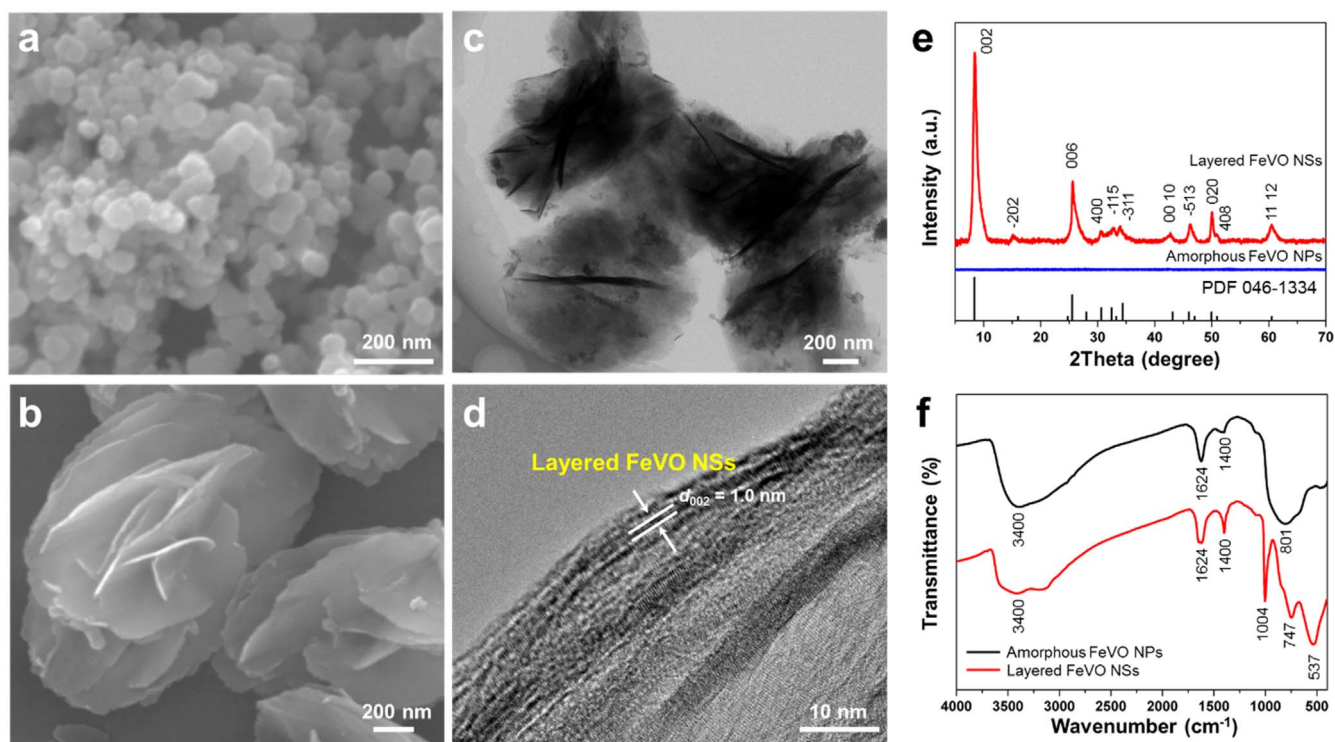 a
200 nm
b
200 nm
c
200 nm
d
Layered FeVO NSs
d002 = 1.0 nm
10 nm
e
Intensity (a.u.)
002
-202
006
400
-115
-311
00 10
-513
020
408
11 12
Layered FeVO NSs
Amorphous FeVO NPs
PDF 046-1334
10 20 30 40 50 60 70
2Theta (degree)
f
Transmittance (%)
3400
1624
1400
801
3400
1624
1400
1004
747
537
Amorphous FeVO NPs
Layered FeVO NSs
4000 3500 3000 2500 2000 1500 1000 500
Wavenumber (cm-1)